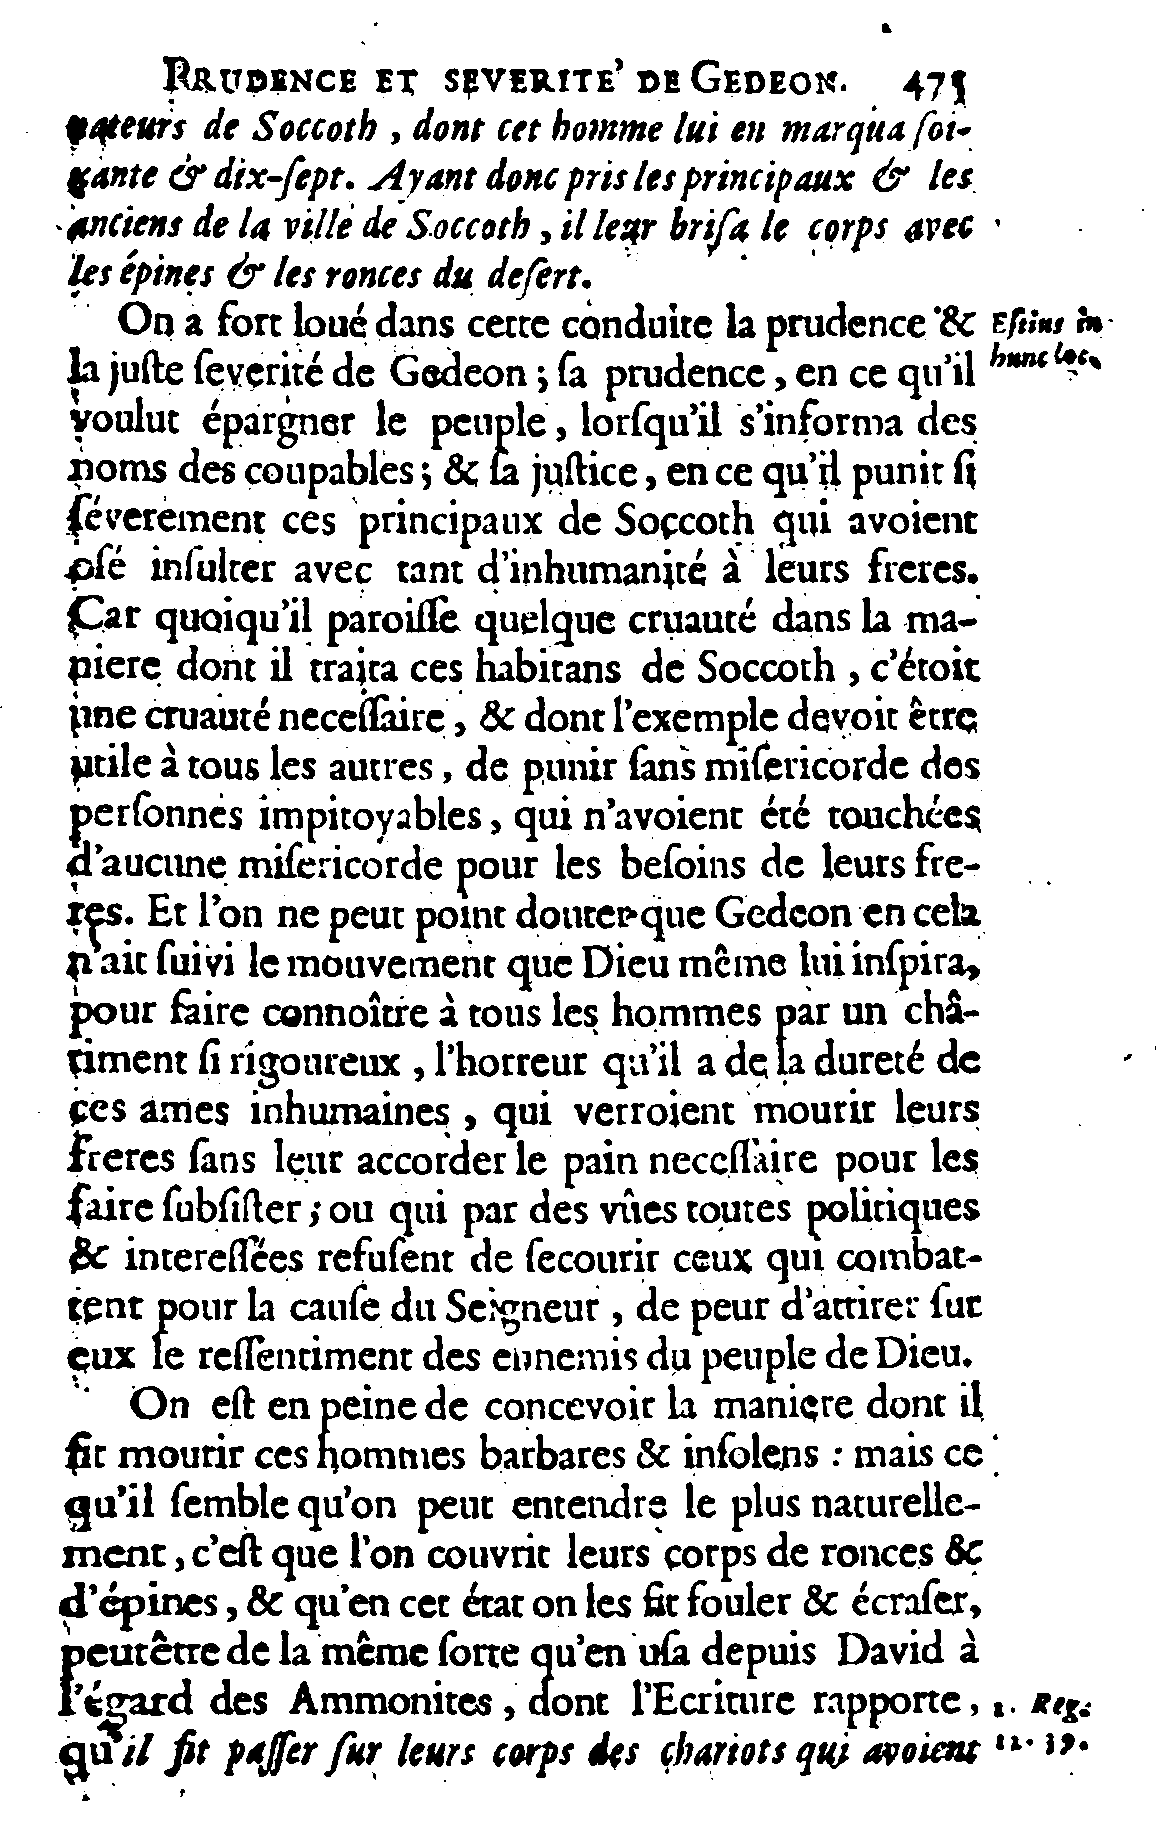 PRUDENCE ET SEVERITE' DE GEDEON. 475
nateurs de Soccoth, dont cet homme lui en marqua soi-
xante & dix-ſept. Ayant donc pris les principaux & les
anciens de la ville de Soccoth, il leur briſa le corps avec
les épines & les ronces du deſert.
On a fort loué dans cette conduite la prudence & Eſtius in
la juſte ſeverité de Gedeon; ſa prudence, en ce qu'il hunc loc.
voulut épargner le peuple, lorſqu'il s'informa des
noms des coupables; & ſa juſtice, en ce qu'il punit ſi
ſéverement ces principaux de Soccoth qui avoient
oſé inſulter avec tant d'inhumanité à leurs freres.
Car quoiqu'il paroiſſe quelque cruauté dans la ma-
niere dont il traita ces habitans de Soccoth, c'étoit
une cruauté neceſſaire, & dont l'exemple devoit être
utile à tous les autres, de punir ſans miſericorde des
perſonnes impitoyables, qui n'avoient été touchées
d'aucune miſericorde pour les beſoins de leurs fre-
res. Et l'on ne peut point douter que Gedeon en cela
n'ait ſuivi le mouvement que Dieu même lui inſpira,
pour faire connoître à tous les hommes par un châ-
timent ſi rigoureux, l'horreur qu'il a de la dureté de
ces ames inhumaines, qui verroient mourir leurs
freres ſans leur accorder le pain neceſſaire pour les
faire ſubſiſter; ou qui par des vûes toutes politiques
& intereſſées refuſent de ſecourir ceux qui combat-
tent pour la cauſe du Seigneur, de peur d'attirer ſur
eux le reſſentiment des ennemis du peuple de Dieu.
On eſt en peine de concevoir la maniere dont il
fit mourir ces hommes barbares & inſolens : mais ce
qu'il ſemble qu'on peut entendre le plus naturelle-
ment, c'eſt que l'on couvrit leurs corps de ronces &
d'épines, & qu'en cet état on les fit fouler & écraſer,
peutêtre de la même ſorte qu'en uſa depuis David à
l'égard des Ammonites, dont l'Ecriture rapporte, 1. Reg.
qu'il fit paſſer ſur leurs corps des chariots qui avoient